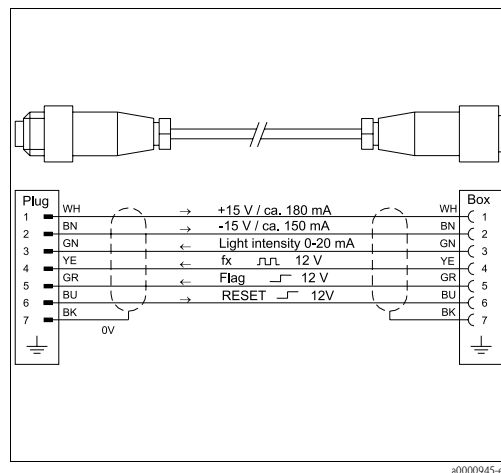 Plug
Box
1 WH +15 V / ca. 180 mA WH 1
2 BN → -15 V / ca. 150 mA BN 2
3 GN ← Light intensity 0-20 mA GN 3
4 YE ← fx 12 V YE 4
5 GR ← Flag 12 V GR 5
6 BU → RESET 12V BU 6
7 BK BK 7
0V